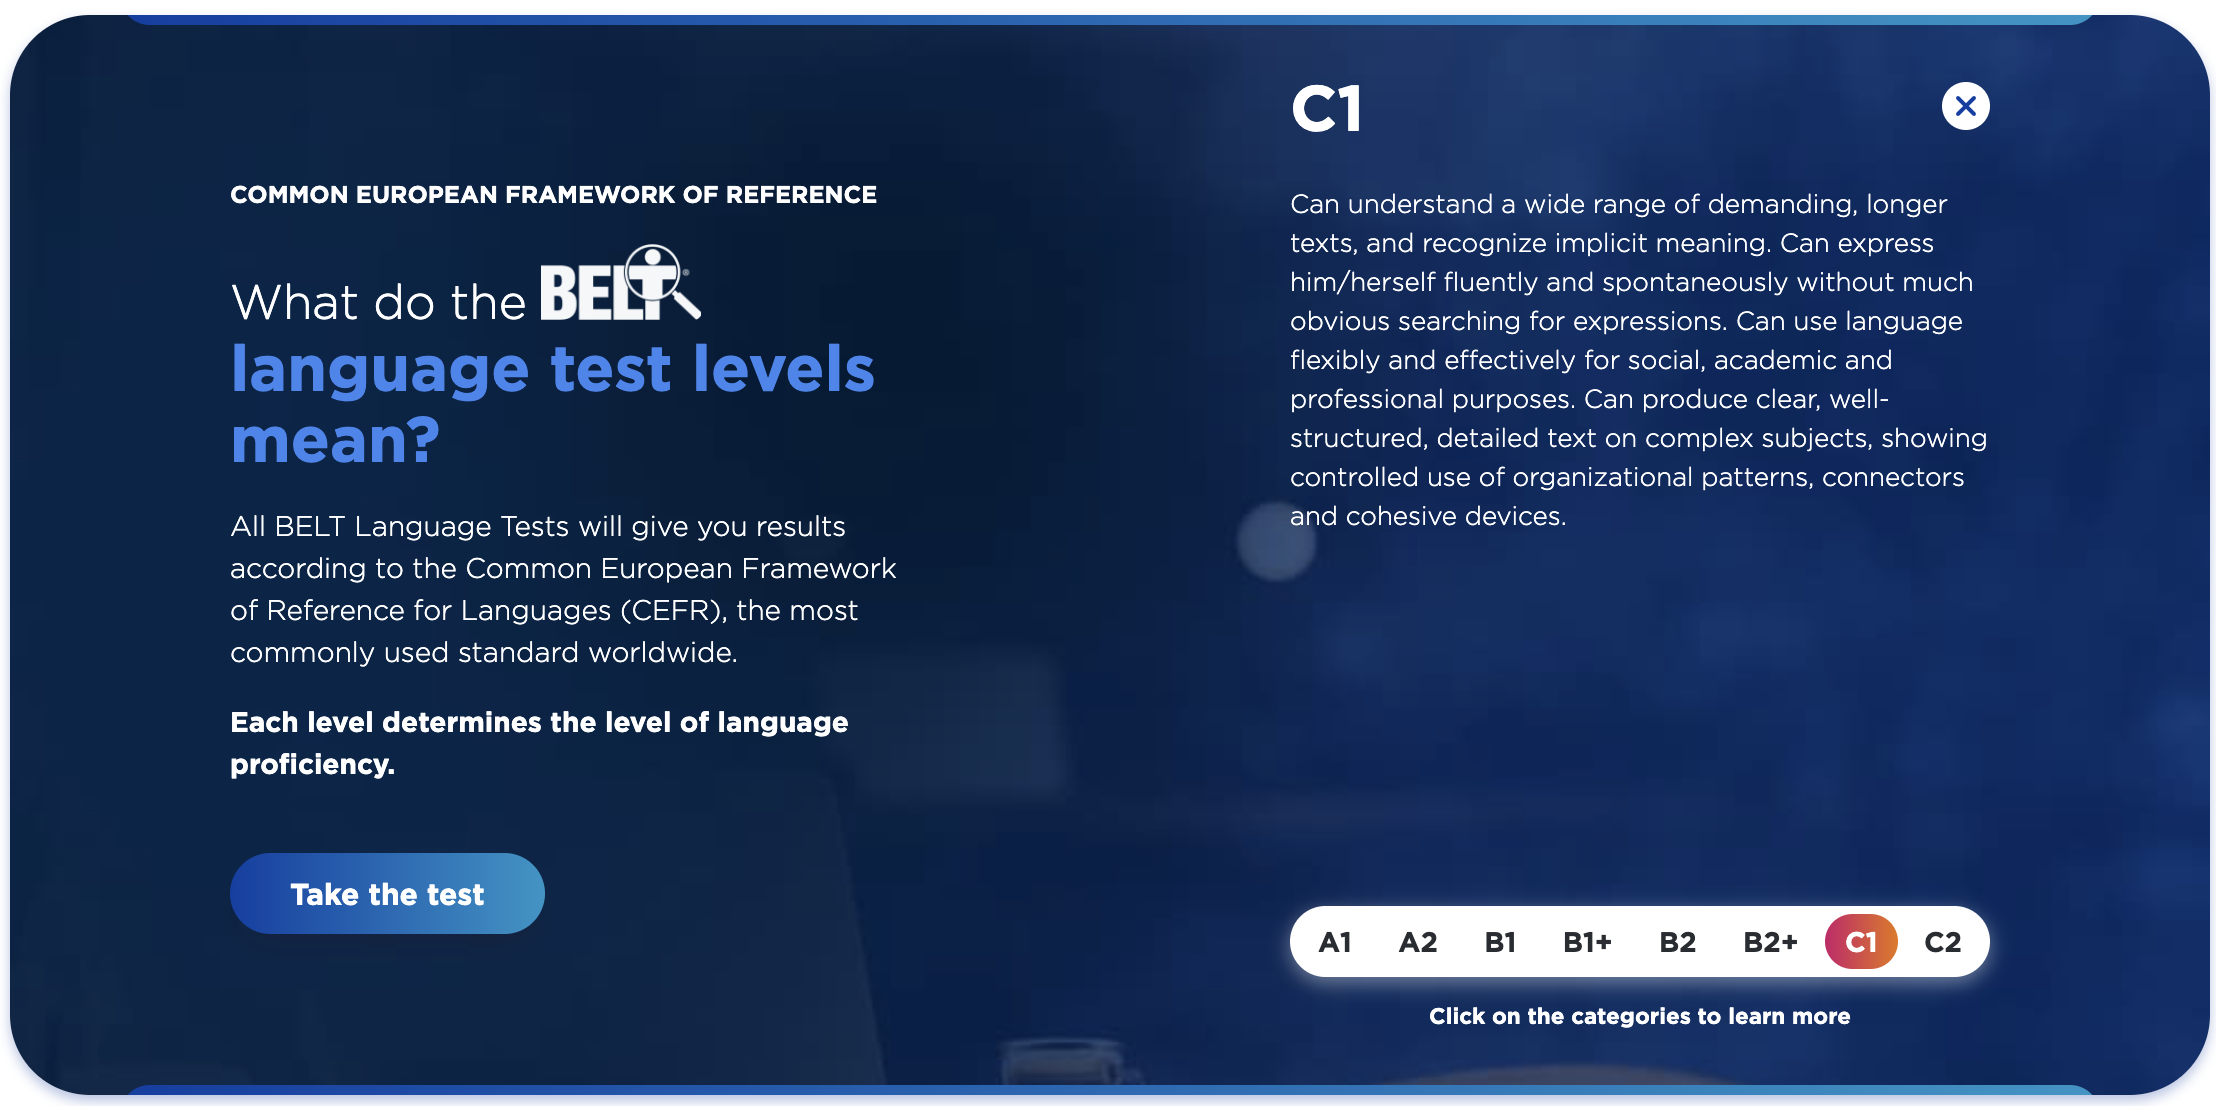 COMMON EUROPEAN FRAMEWORK OF REFERENCE
What do the BELT®
language test levels
mean?
All BELT Language Tests will give you results
according to the Common European Framework
of Reference for Languages (CEFR), the most
commonly used standard worldwide.
Each level determines the level of language
proficiency.
Take the test
C1
Can understand a wide range of demanding, longer
texts, and recognize implicit meaning. Can express
him/herself fluently and spontaneously without much
obvious searching for expressions. Can use language
flexibly and effectively for social, academic and
professional purposes. Can produce clear, well-
structured, detailed text on complex subjects, showing
controlled use of organizational patterns, connectors
and cohesive devices.
A1 A2 B1 B1+ B2 B2+ C1 C2
Click on the categories to learn more